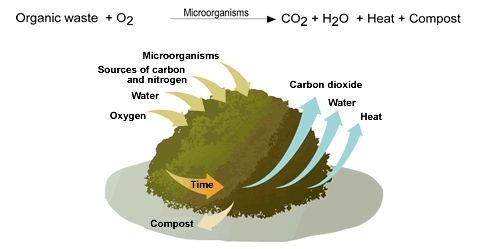 Microorganisms
Organic waste + O2 CO2 + H2O + Heat + Compost
Microorganisms
Sources of carbon
and nitrogen
Water
Oxygen
Carbon dioxide
Water
Heat
Time
Compost